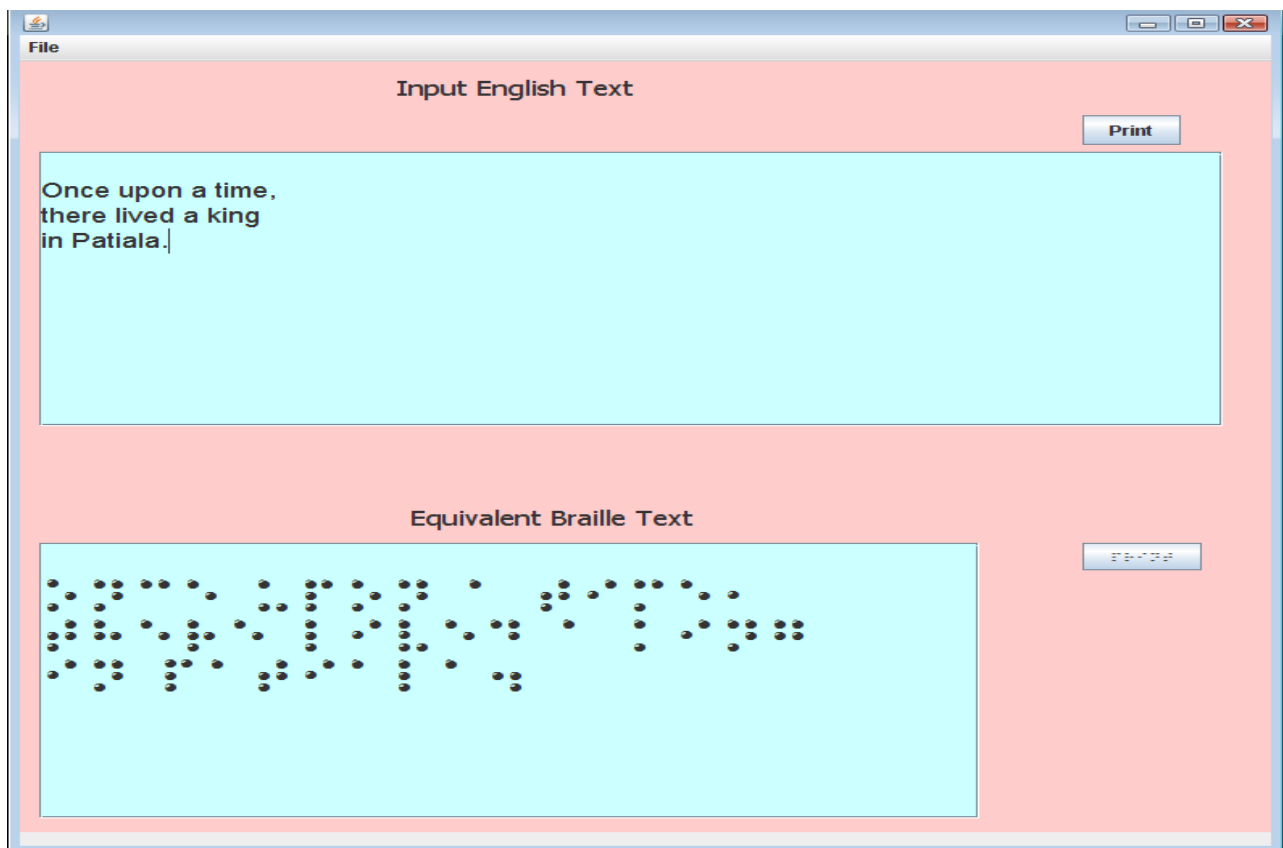 File
Input English Text
Print
Once upon a time,
there lived a king
in Patiala.
Equivalent Braille Text
⠏⠗⠊⠝⠞
⠕⠝⠉⠑ ⠥⠏⠕⠝ ⠁ ⠞⠊⠍⠑⠂
⠞⠓⠑⠗⠑ ⠇⠊⠧⠑⠙ ⠁ ⠅⠊⠝⠛
⠊⠝ ⠏⠁⠞⠊⠁⠇⠁⠲